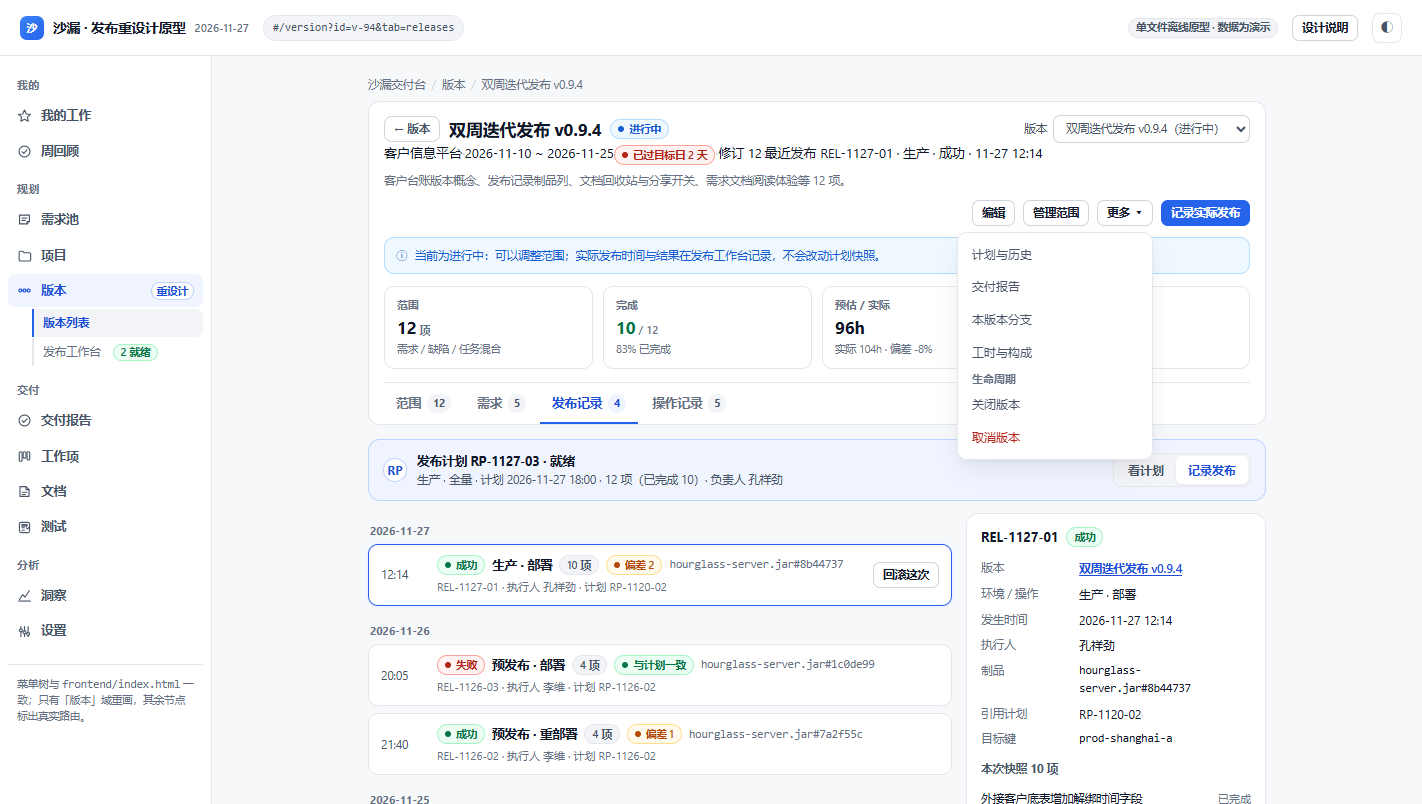 沙 沙漏 · 发布重设计原型 2026-11-27 #/version?id=v-94&tab=releases 单文件离线原型 · 数据为演示 设计说明
我的
我的工作
周回顾
规划
需求池
项目
版本 重设计
版本列表
发布工作台 2 就绪
交付
交付报告
工作项
文档
测试
分析
洞察
设置
菜单树与 frontend/index.html 一
致；只有「版本」域重画，其余节点
标出真实路由。
沙漏交付台 / 版本 / 双周迭代发布 v0.9.4
← 版本 双周迭代发布 v0.9.4 进行中 版本 双周迭代发布 v0.9.4（进行中）
客户信息平台 2026-11-10 ~ 2026-11-25 已过目标日 2 天 修订 12 最近发布 REL-1127-01 · 生产 · 成功 · 11-27 12:14
客户台账版本概念、发布记录制品列、文档回收站与分享开关、需求文档阅读体验等 12 项。
编辑 管理范围 更多 记录实际发布
当前为进行中：可以调整范围；实际发布时间与结果在发布工作台记录，不会改动计划快照。
计划与历史
交付报告
本版本分支
工时与构成
生命周期
关闭版本
取消版本
范围
12 项
需求 / 缺陷 / 任务混合
完成
10 / 12
83% 已完成
预估 / 实际
96h
实际 104h · 偏差 -8%
范围 12 需求 5 发布记录 4 操作记录 5
RP 发布计划 RP-1127-03 · 就绪
生产 · 全量 · 计划 2026-11-27 18:00 · 12 项（已完成 10）· 负责人 孔祥劲
看计划 记录发布
2026-11-27
12:14 成功 生产 · 部署 10 项 偏差 2 hourglass-server.jar#8b44737
REL-1127-01 · 执行人 孔祥劲 · 计划 RP-1120-02
回滚这次
2026-11-26
20:05 失败 预发布 · 部署 4 项 与计划一致 hourglass-server.jar#1c0de99
REL-1126-03 · 执行人 李维 · 计划 RP-1126-02
21:40 成功 预发布 · 重部署 4 项 偏差 1 hourglass-server.jar#7a2f55c
REL-1126-02 · 执行人 李维 · 计划 RP-1126-02
2026-11-25
REL-1127-01 成功
版本 双周迭代发布 v0.9.4
环境 / 操作 生产 · 部署
发生时间 2026-11-27 12:14
执行人 孔祥劲
制品 hourglass-
server.jar#8b44737
引用计划 RP-1120-02
目标键 prod-shanghai-a
本次快照 10 项
外接客户底表增加解绑时间字段 已完成